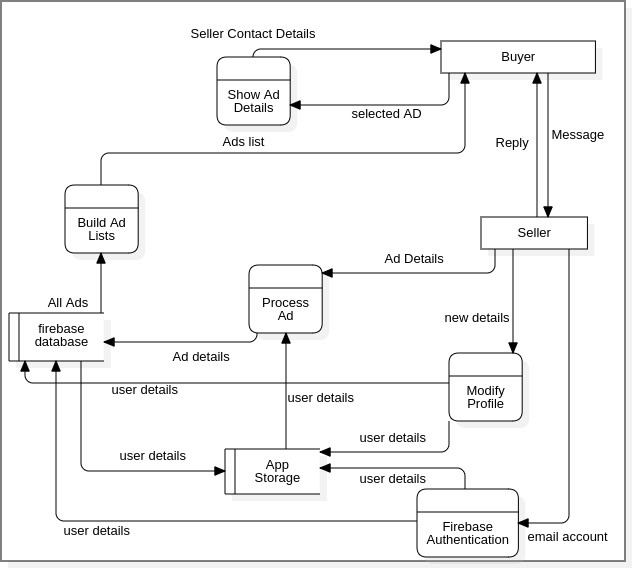 Seller Contact Details
Buyer
Show Ad
Details
selected AD
Ads list
Reply
Message
Build Ad
Lists
Seller
Ad Details
All Ads
Process
Ad
firebase
database
new details
Ad details
user details
user details
Modify
Profile
user details
user details
App
Storage
user details
user details
Firebase
Authentication
email account